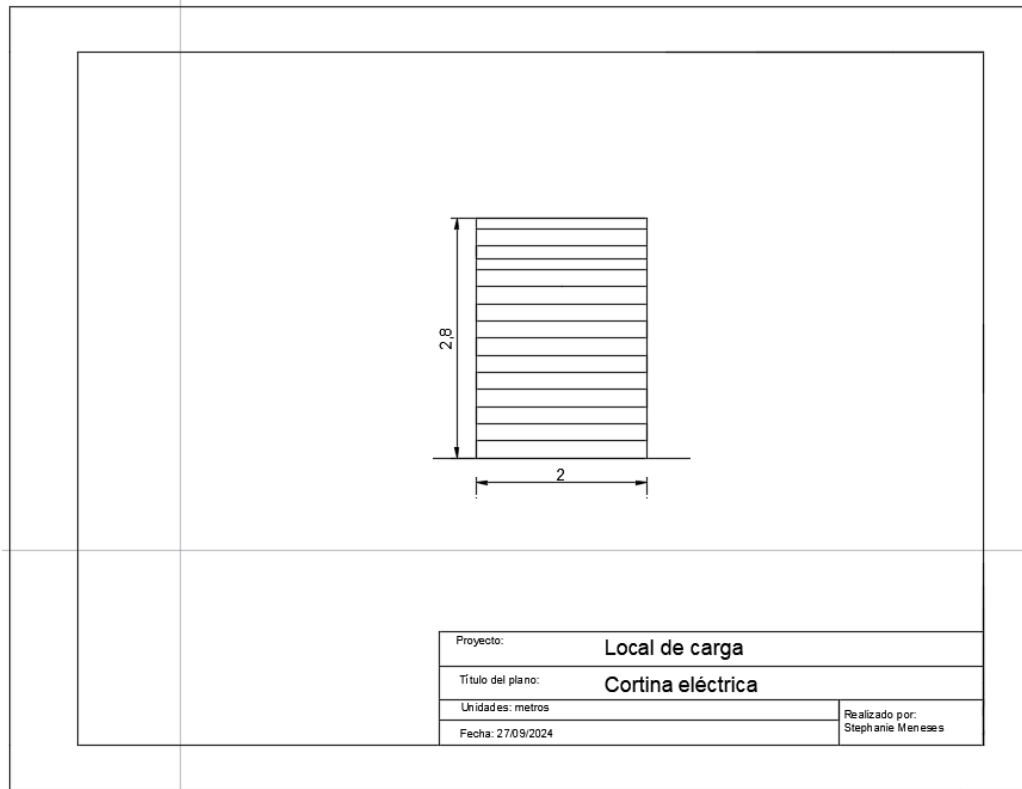 2,8
2
Proyecto:
Local de carga
Título del plano:
Cortina eléctrica
Unidades: metros
Fecha: 27/09/2024
Realizado por:
Stephanie Meneses